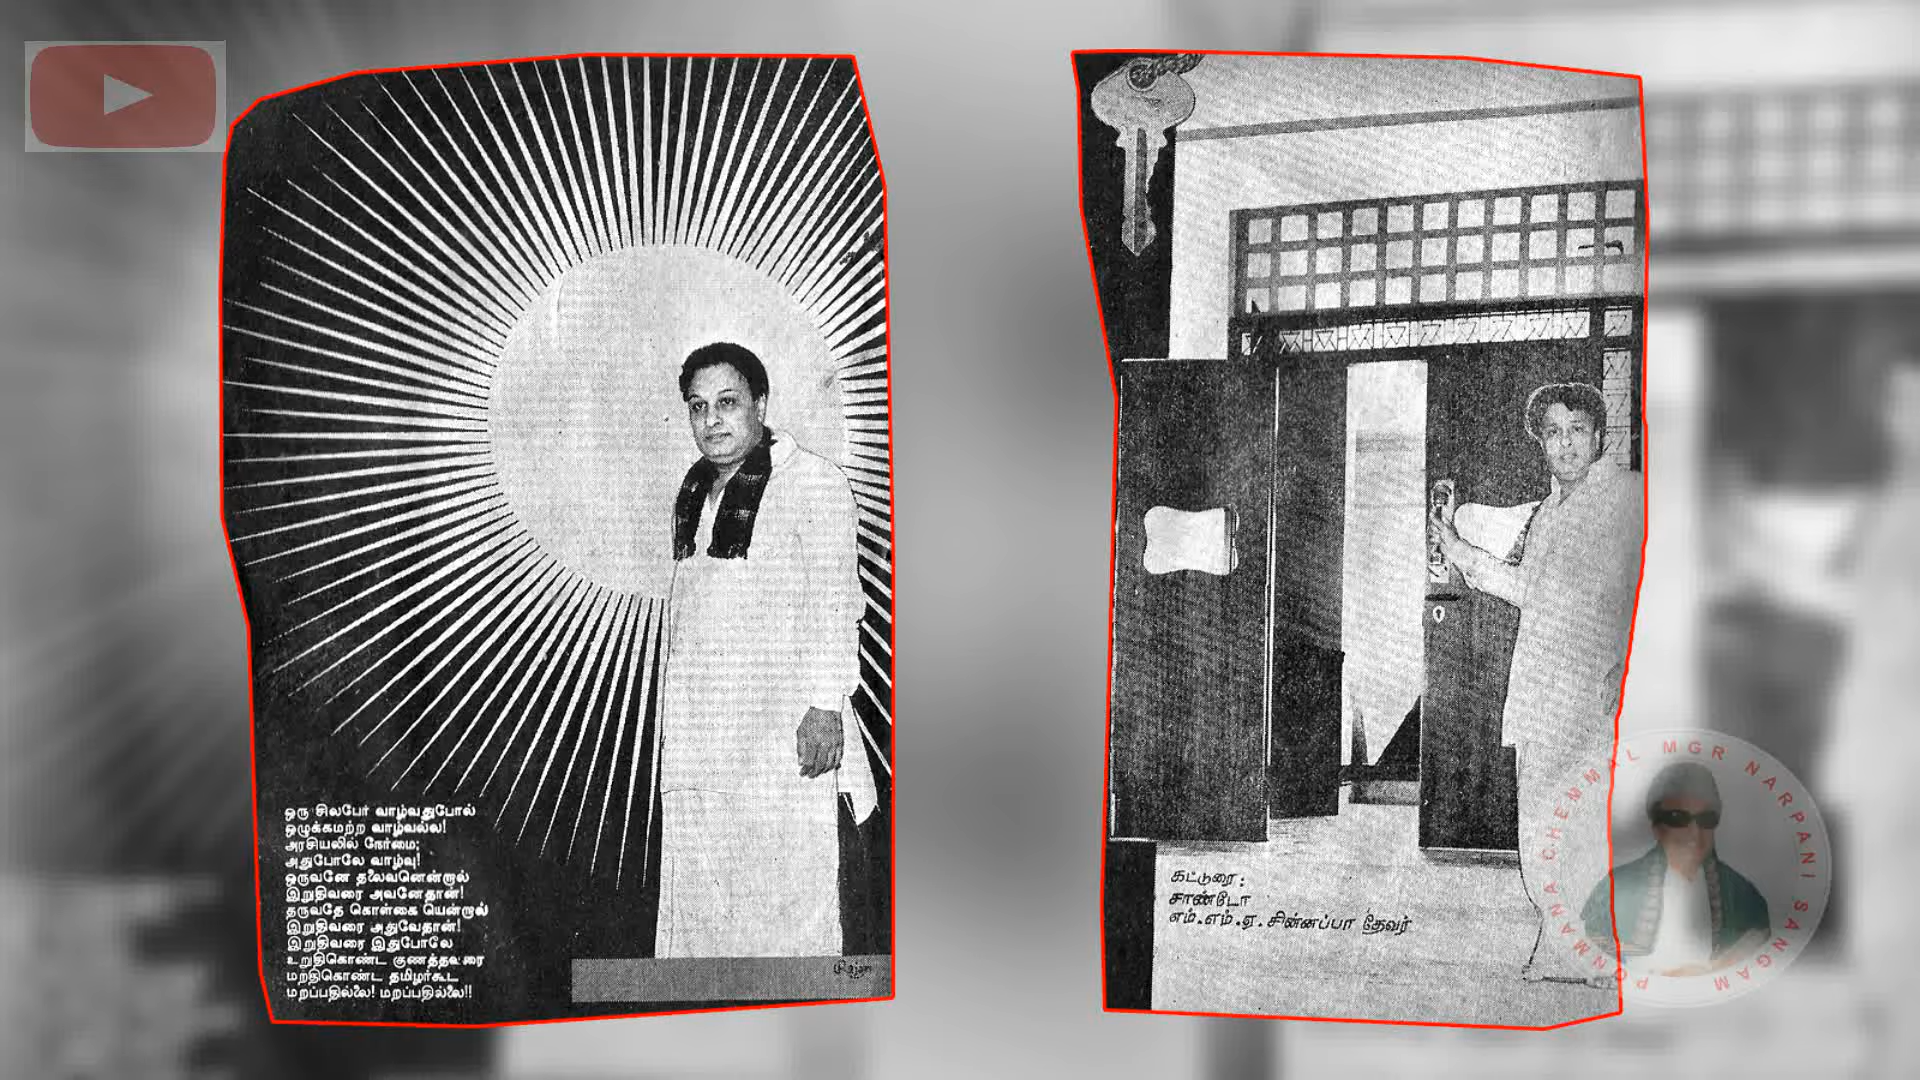 ஒரு சிலபேர் வாழ்வதுபோல்
ஒழுக்கமற்ற வாழ்வல்ல!
அரசியலில் நேர்மை;
அதுபோலே வாழ்வு!
ஒருவனே தலைவனென்றால்
இறுதிவரை அவனேதான்!
தருவதே கொள்கை யென்றால்
இறுதிவரை அதுவேதான்!
இறுதிவரை இதுபோலே
உறுதிகொண்ட குணத்தவரை
மறதிகொண்ட தமிழர்கூட
மறப்பதில்லை! மறப்பதில்லை!!
கட்டுரை:
சாண்டோ
எம்.எம்.ஏ. சின்னப்பா தேவர்
PONMANA CHEMMAL MGR NARPANI SANGAM